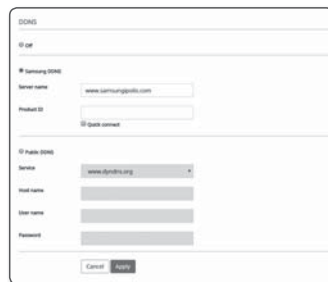 DDNS
Off
Samsung DDNS
Server name
www.samsungipolis.com
Product ID
Quick connect
Public DDNS
Service
www.dyndns.org
Host name
User name
Password
Cancel Apply